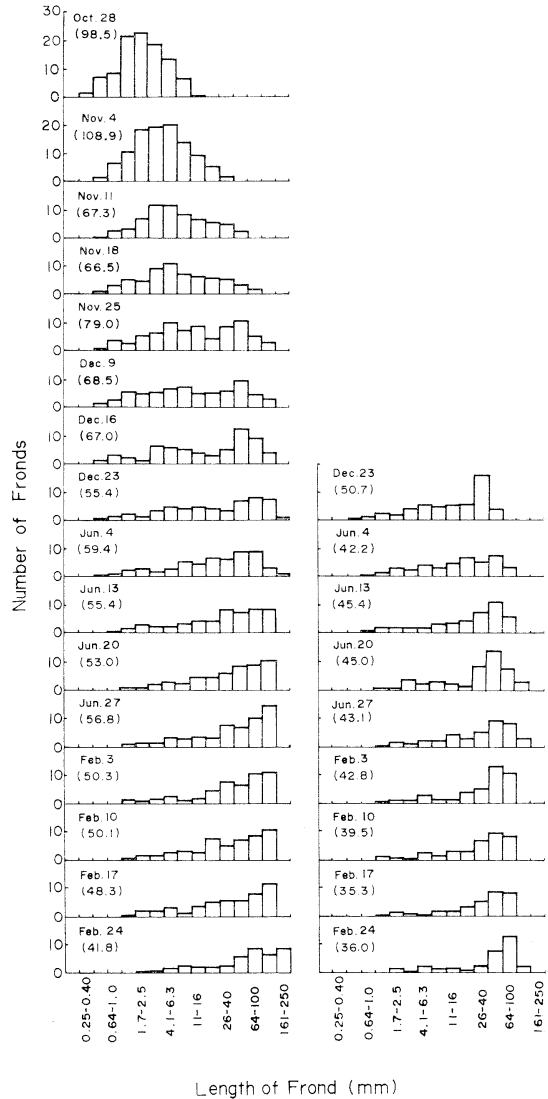 Number of Fronds
30
20
10
0
Oct. 28
(98.5)
20
10
0
Nov. 4
(108.9)
10
0
Nov. 11
(67.3)
10
0
Nov. 18
(66.5)
10
0
Nov. 25
(79.0)
10
0
Dec. 9
(68.5)
10
0
Dec. 16
(67.0)
10
0
Dec. 23
(55.4)
10
0
Jun. 4
(59.4)
10
0
Jun. 13
(55.4)
10
0
Jun. 20
(53.0)
10
0
Jun. 27
(56.8)
10
0
Feb. 3
(50.3)
10
0
Feb. 10
(50.1)
10
0
Feb. 17
(48.3)
10
0
Feb. 24
(41.8)
0.25-0.40
0.64-1.0
1.7-2.5
4.1-6.3
11-16
26-40
64-100
161-250
Dec. 23
(50.7)
Jun. 4
(42.2)
Jun. 13
(45.4)
Jun. 20
(45.0)
Jun. 27
(43.1)
Feb. 3
(42.8)
Feb. 10
(39.5)
Feb. 17
(35.3)
Feb. 24
(36.0)
0.25-0.40
0.64-1.0
1.7-2.5
4.1-6.3
11-16
26-40
64-100
161-250
Length of Frond (mm)